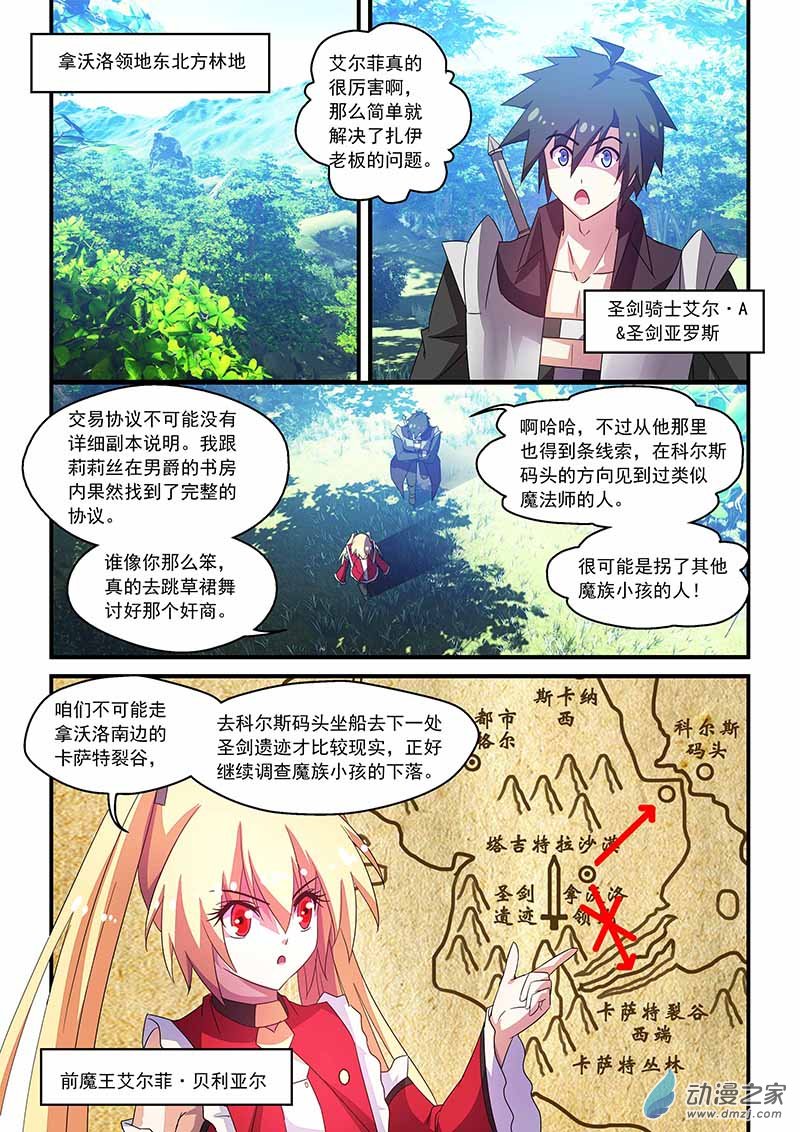 拿沃洛领地东北方林地
艾尔菲真的
很厉害啊，
那么简单就
解决了扎伊
老板的问题。
圣剑骑士艾尔·A
&圣剑亚罗斯
交易协议不可能没有
详细副本说明。我跟
莉莉丝在男爵的书房
内果然找到了完整的
协议。
谁像你那么笨，
真的去跳草裙舞
讨好那个奸商。
啊哈哈，不过从他那里
也得到条线索，在科尔斯
码头的方向见到过类似
魔法师的人。
很可能是拐了其他
魔族小孩的人！
咱们不可能走
拿沃洛南边的
卡萨特裂谷，
去科尔斯码头坐船去下一处
圣剑遗迹才比较现实，正好
继续调查魔族小孩的下落。
斯卡纳
西
都市
格尔
科尔斯
码头
塔吉特拉沙漠
圣剑
遗迹
拿沃洛
领
卡萨特裂谷
西端
卡萨特丛林
前魔王艾尔菲·贝利亚尔
动漫之家
www.dmzj.com